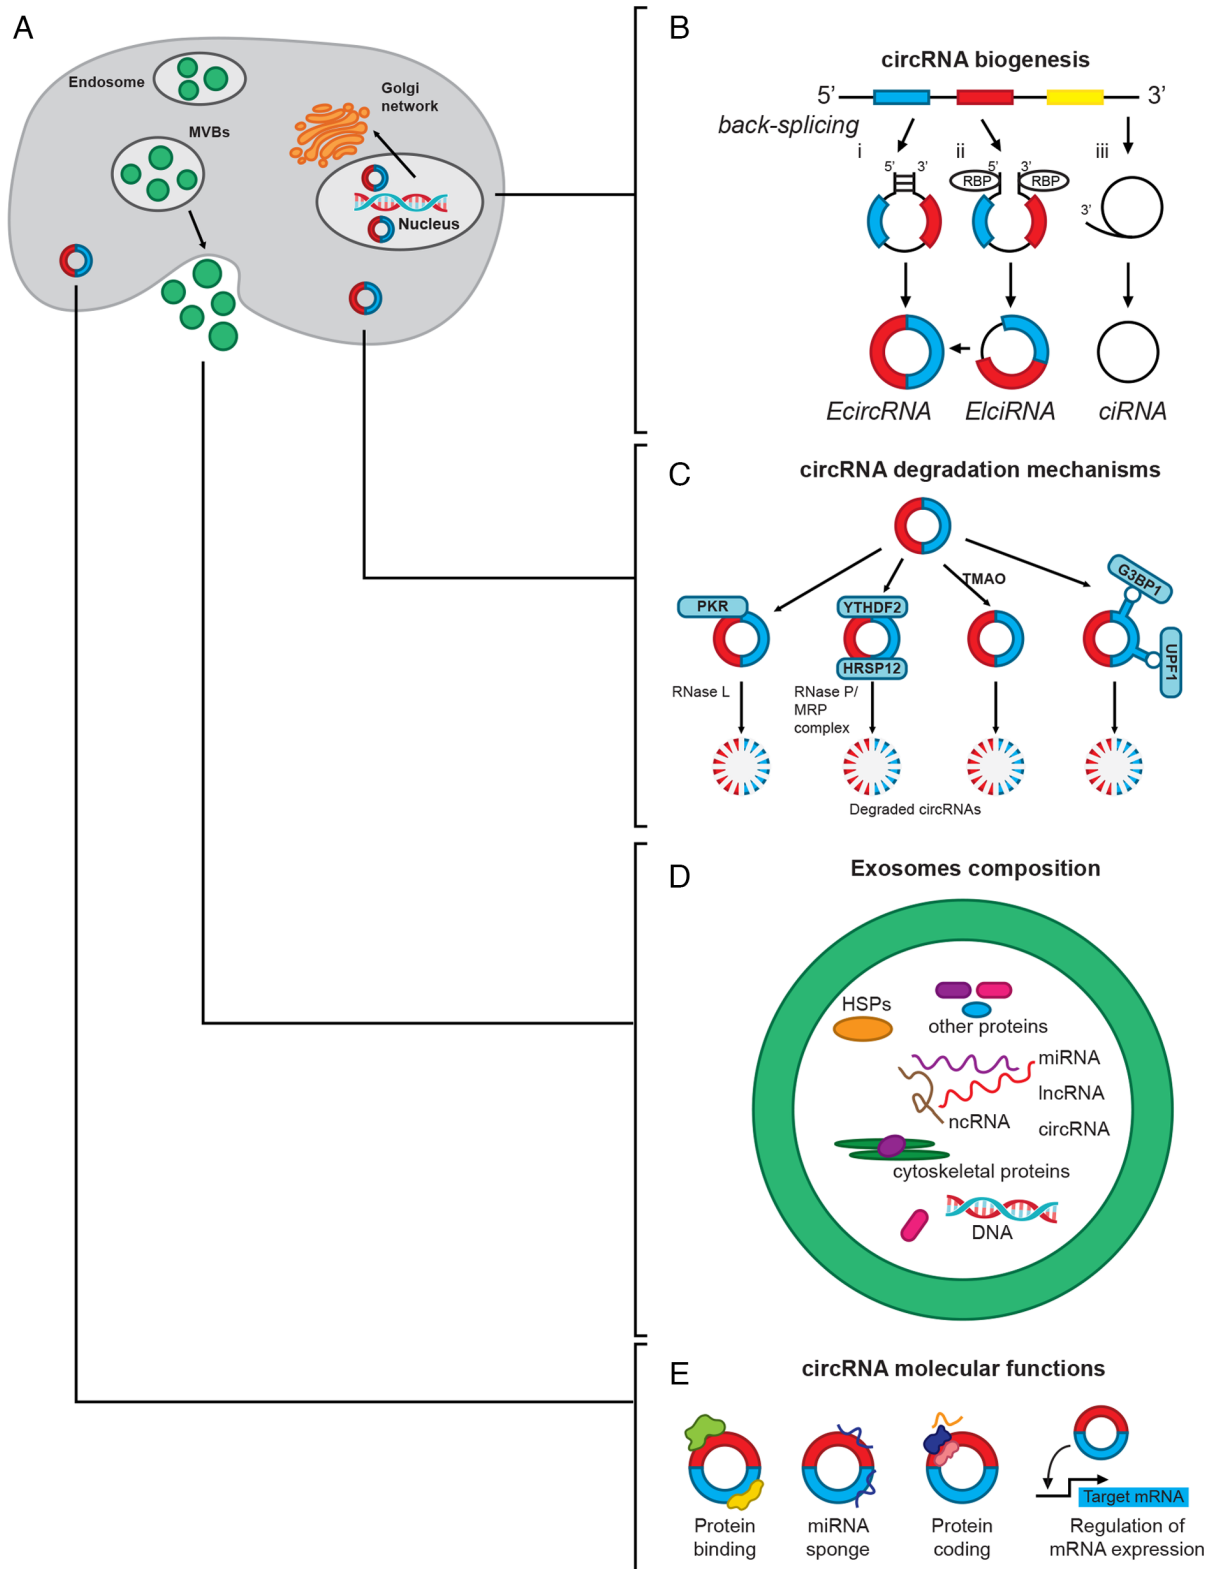 A
Endosome
MVBs
Golgi
network
Nucleus
B
circRNA biogenesis
5’
3’
back-splicing
i
ii
iii
5’
3’
5’
3’
RBP
RBP
3’
EcircRNA
ElciRNA
ciRNA
C
circRNA degradation mechanisms
TMAO
PKR
YTHDF2
HRSP12
G3BP1
UPF1
RNase L
RNase P/
MRP
complex
Degraded circRNAs
D
Exosomes composition
HSPs
other proteins
miRNA
lncRNA
ncRNA
circRNA
cytoskeletal proteins
DNA
E
circRNA molecular functions
Target mRNA
Protein
binding
miRNA
sponge
Protein
coding
Regulation of
mRNA expression